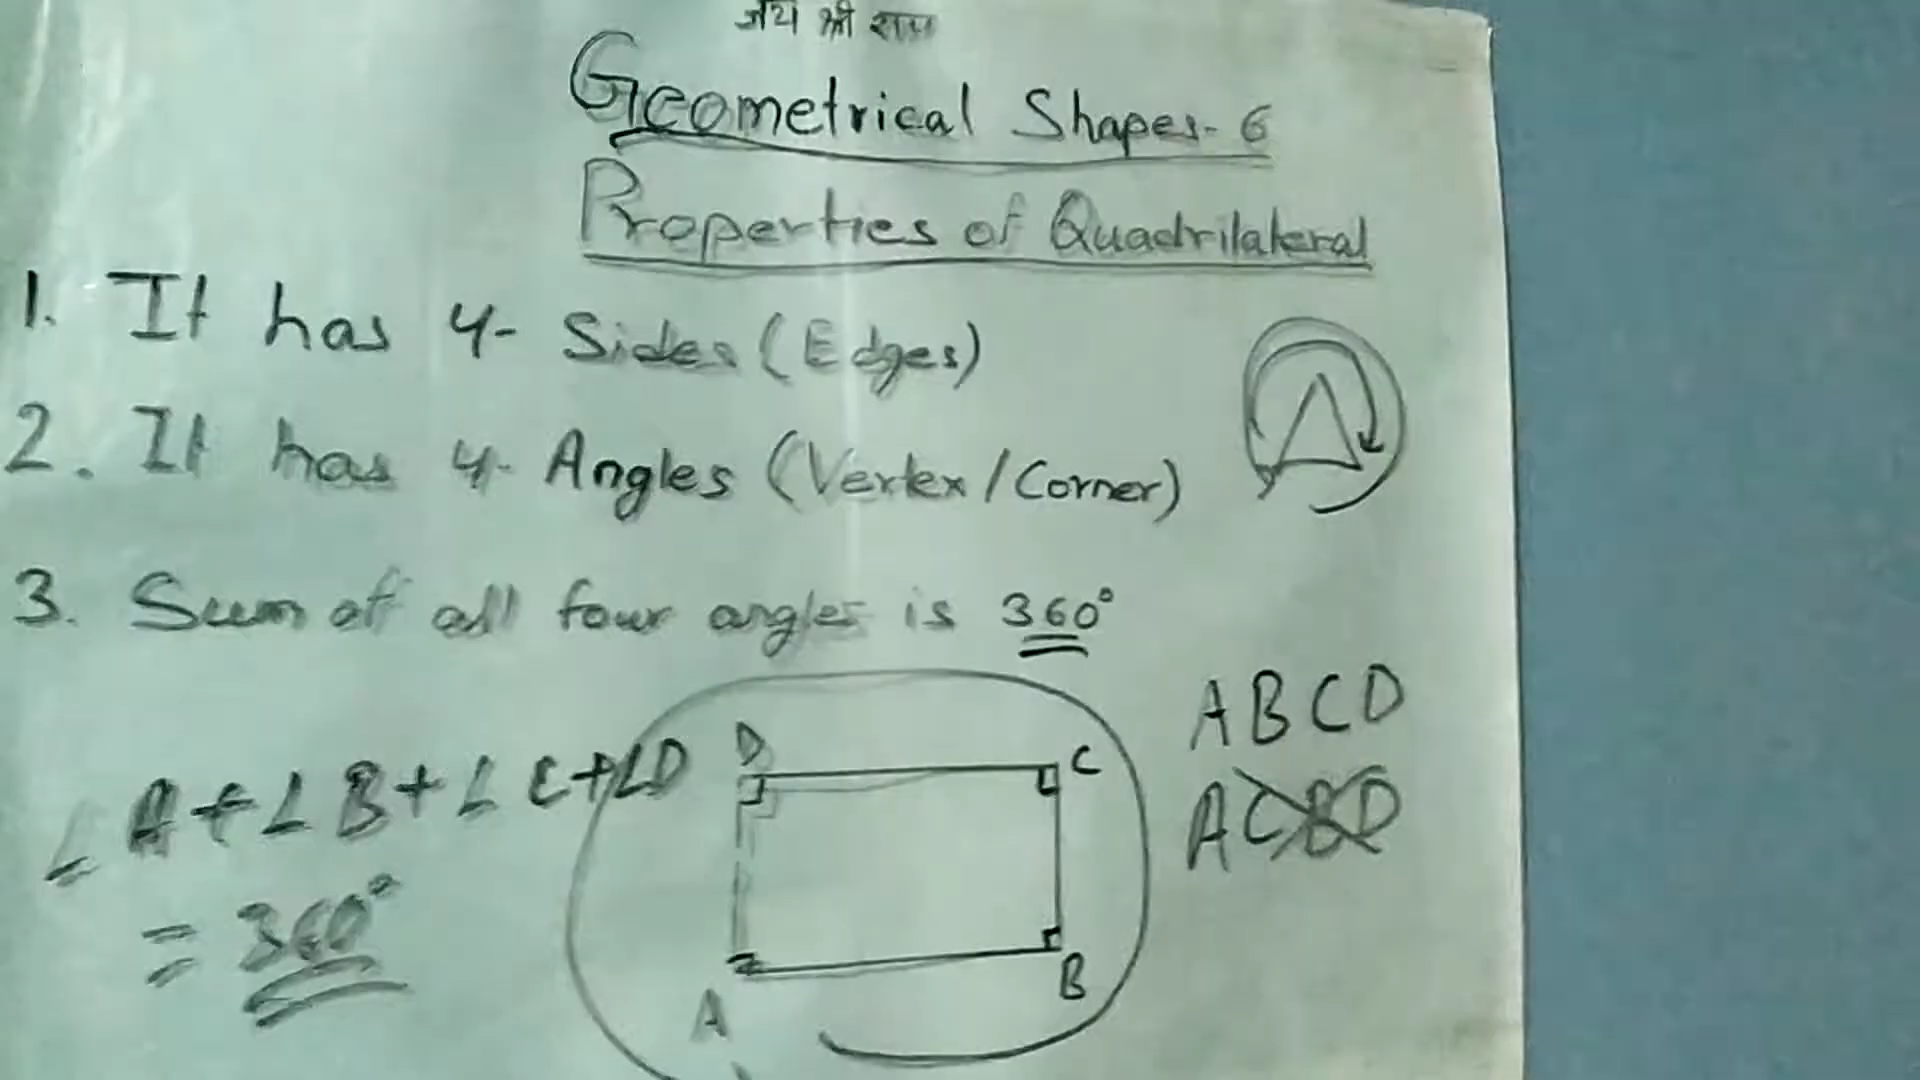 जय श्री राम
Geometrical Shapes-6
Properties of Quadrilateral
1. It has 4- Sides (Edges)
2. It has 4- Angles (Vertex/Corner)
3. Sum of all four angles is 360°
ABCD
ACBD
∠A+∠B+∠C+∠D
= 360°
D
C
A
B